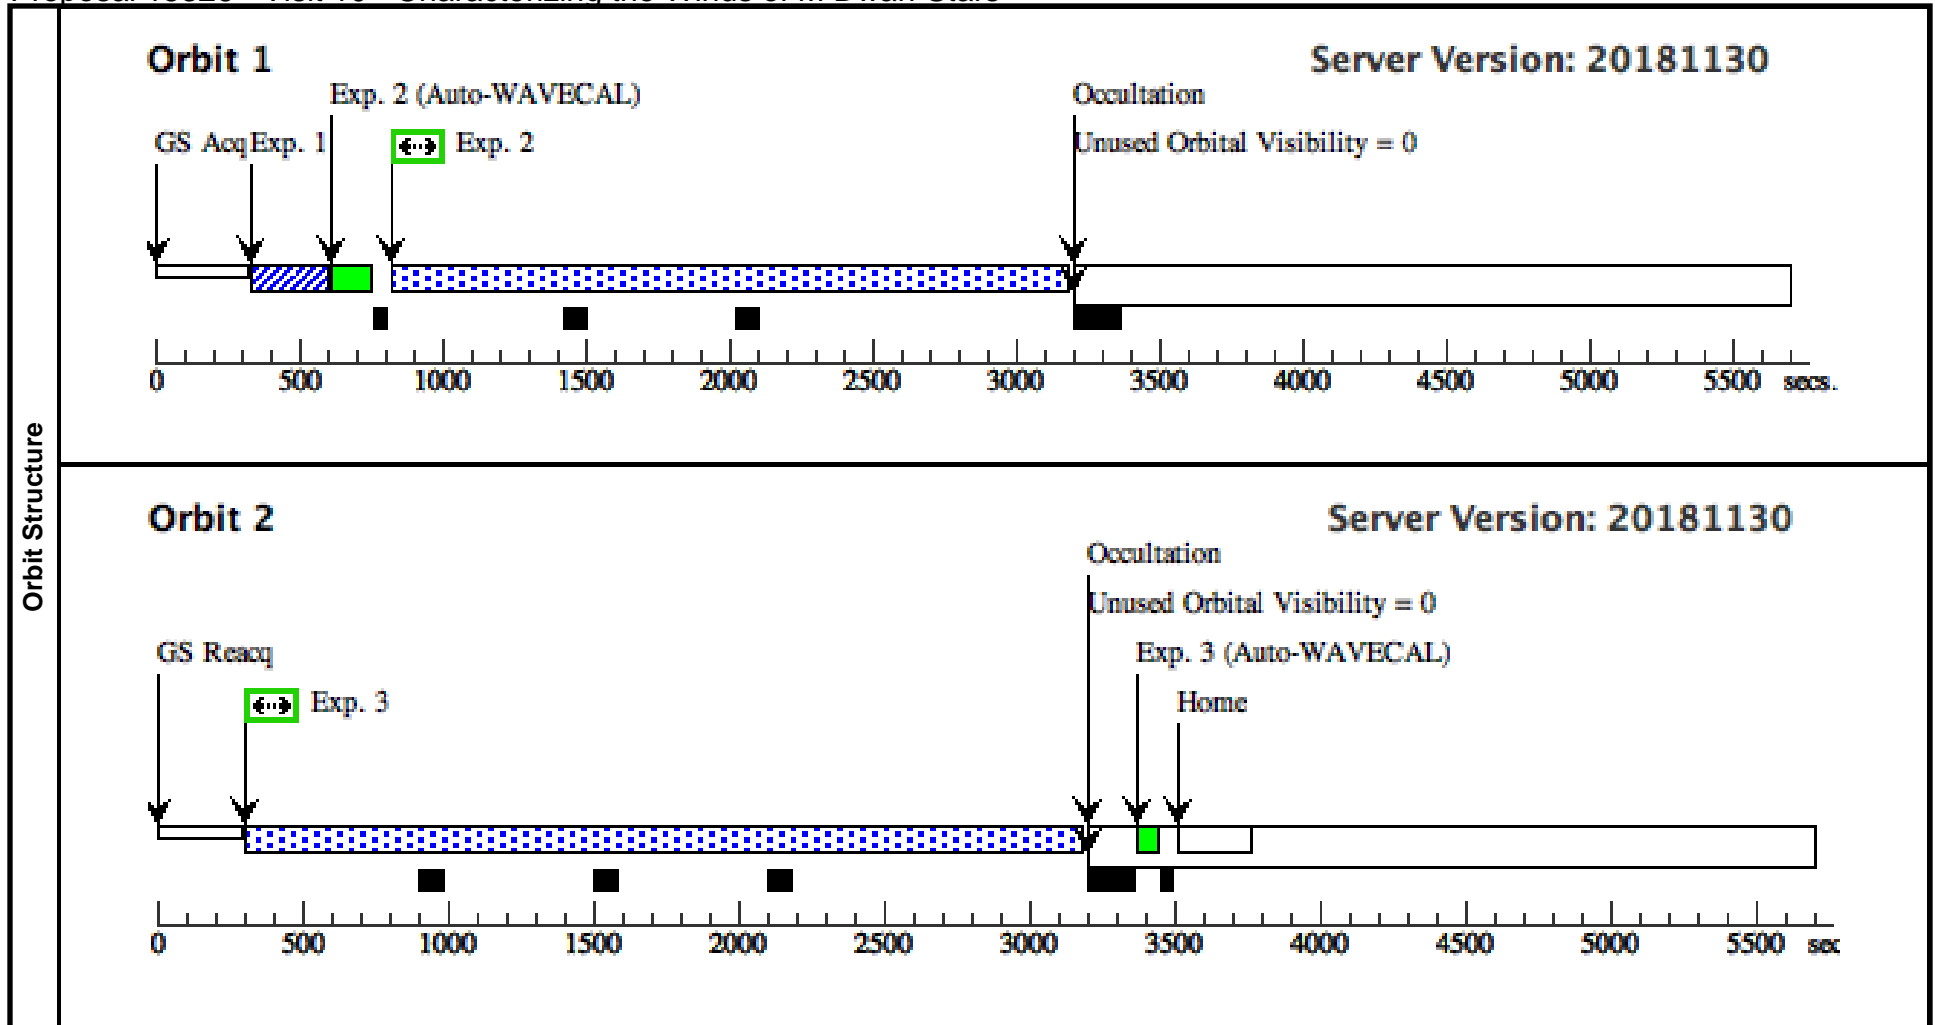 Orbit Structure
Orbit 1
Server Version: 20181130
Exp. 2 (Auto-WAVECAL)
Occultation
GS Acq Exp. 1
Exp. 2
Unused Orbital Visibility = 0
0 500 1000 1500 2000 2500 3000 3500 4000 4500 5000 5500 secs.
Orbit 2
Server Version: 20181130
Occultation
Unused Orbital Visibility = 0
GS Reacq
Exp. 3 (Auto-WAVECAL)
Exp. 3
Home
0 500 1000 1500 2000 2500 3000 3500 4000 4500 5000 5500 sec